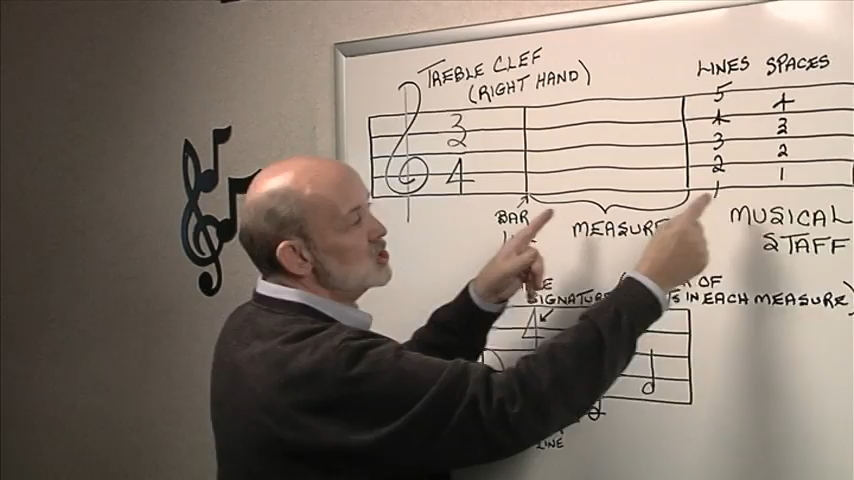 TREBLE CLEF
(RIGHT HAND)
LINES SPACES
5 4
4 3
3 2
2 1
1
3
2
4
BAR
MEASURE
MUSICAL
STAFF
OF
SIGNATURE
IN EACH MEASURE)
4
LINE